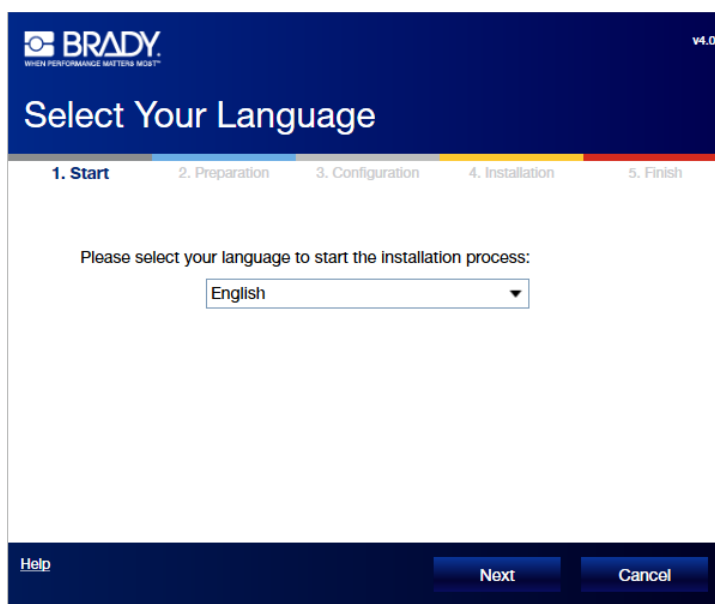 BRADY.
WHEN PERFORMANCE MATTERS MOST™
v4.0
Select Your Language
1. Start 2. Preparation 3. Configuration 4. Installation 5. Finish
Please select your language to start the installation process:
English
Help Next Cancel